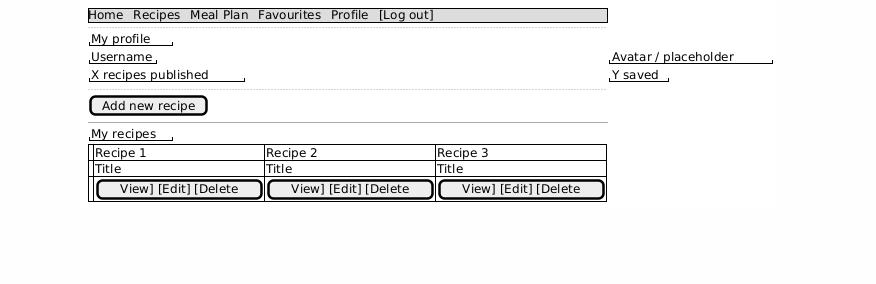 Home Recipes Meal Plan Favourites Profile [Log out]
My profile
Username Avatar / placeholder
X recipes published Y saved
Add new recipe
My recipes
Recipe 1 Recipe 2 Recipe 3
Title Title Title
View] [Edit] [Delete View] [Edit] [Delete View] [Edit] [Delete